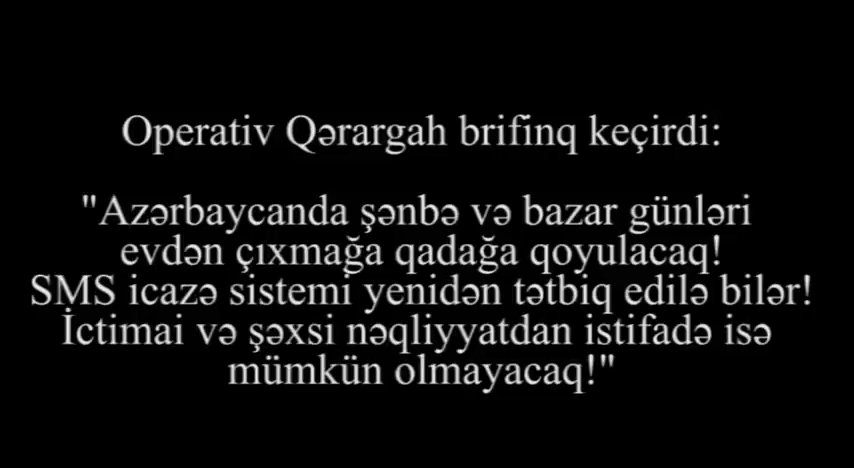 Operativ Qərargah brifinq keçirdi:
"Azərbaycanda şənbə və bazar günləri
evdən çıxmağa qadağa qoyulacaq!
SMS icazə sistemi yenidən tətbiq edilə bilər!
İctimai və şəxsi nəqliyyatdan istifadə isə
mümkün olmayacaq!"